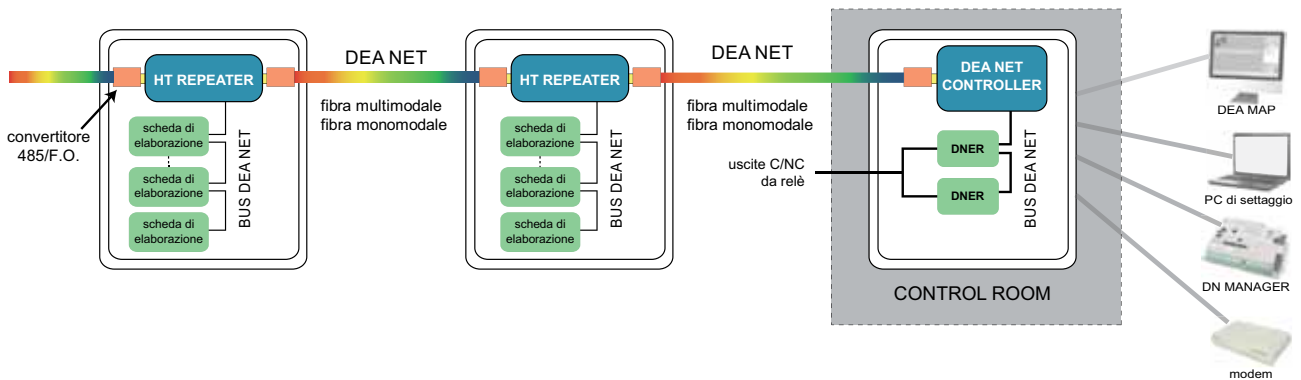 HT REPEATER
convertitore
485/F.O.
scheda di
elaborazione
scheda di
elaborazione
scheda di
elaborazione
BUS DEA NET
DEA NET
fibra multimodale
fibra monomodale
HT REPEATER
scheda di
elaborazione
scheda di
elaborazione
scheda di
elaborazione
BUS DEA NET
DEA NET
fibra multimodale
fibra monomodale
DEA NET
CONTROLLER
DNER
DNER
BUS DEA NET
uscite C/NC
da relè
CONTROL ROOM
DEA MAP
PC di settaggio
DN MANAGER
modem